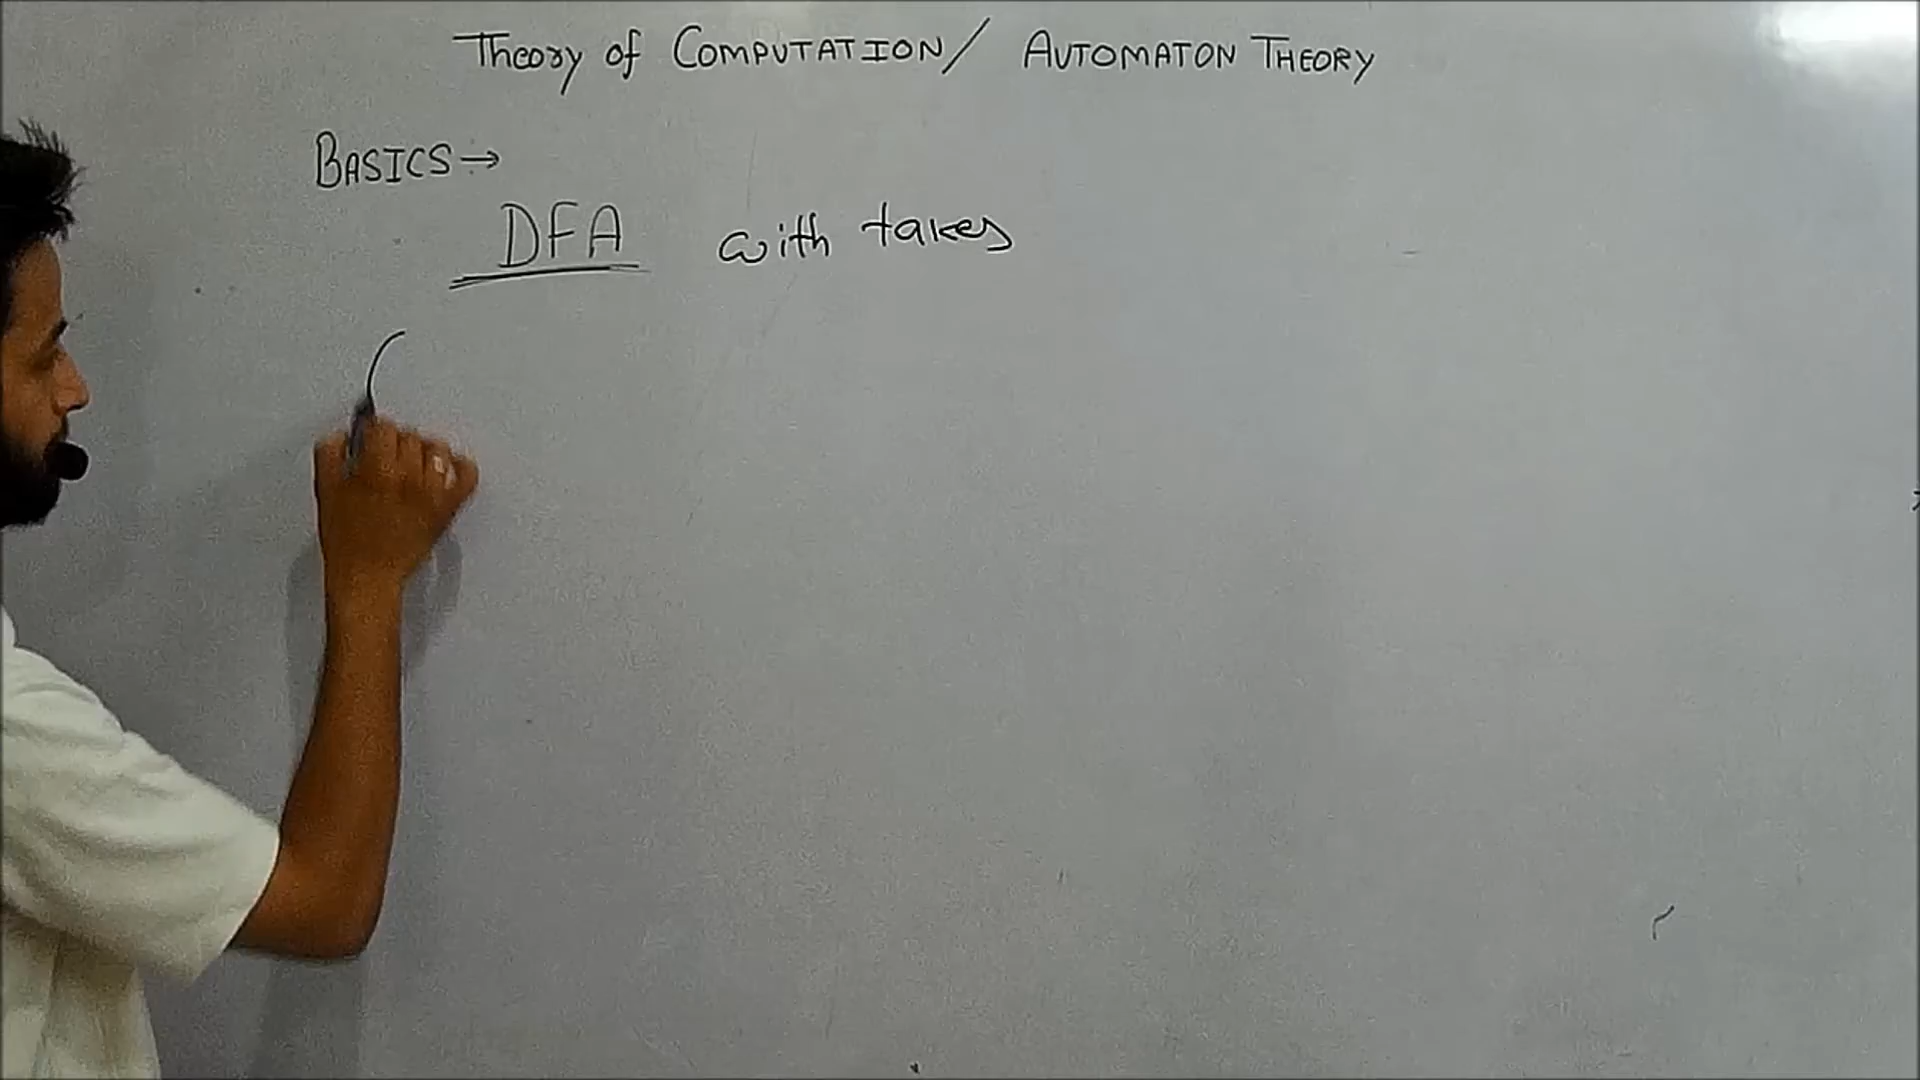 Theory of COMPUTATION/ AUTOMATON THEORY
BASICS→
DFA with takes